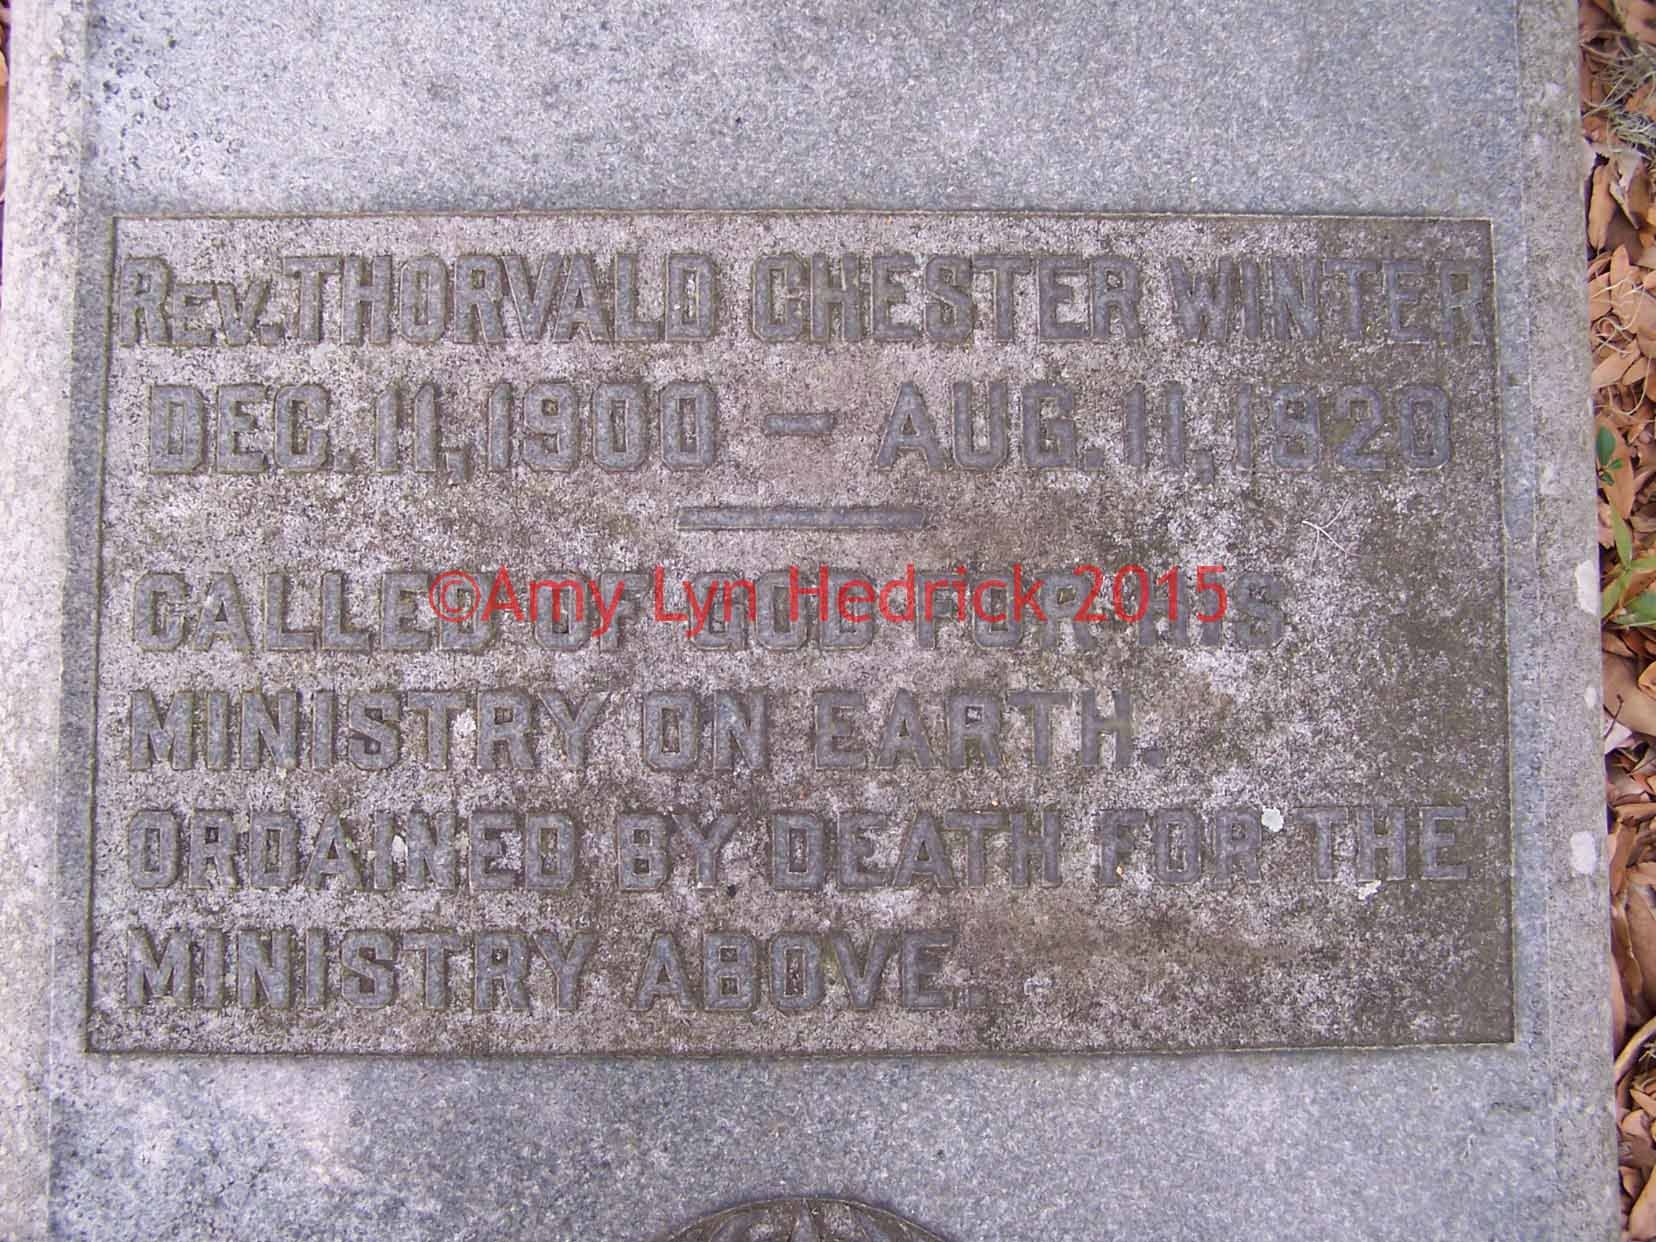 REV. THORVALD CHESTER WINTER
DEC. 11, 1900 – AUG. 11, 1920
CALLED OF GOD FOR HIS
©Amy Lyn Hedrick 2015
MINISTRY ON EARTH.
ORDAINED BY DEATH FOR THE
MINISTRY ABOVE.